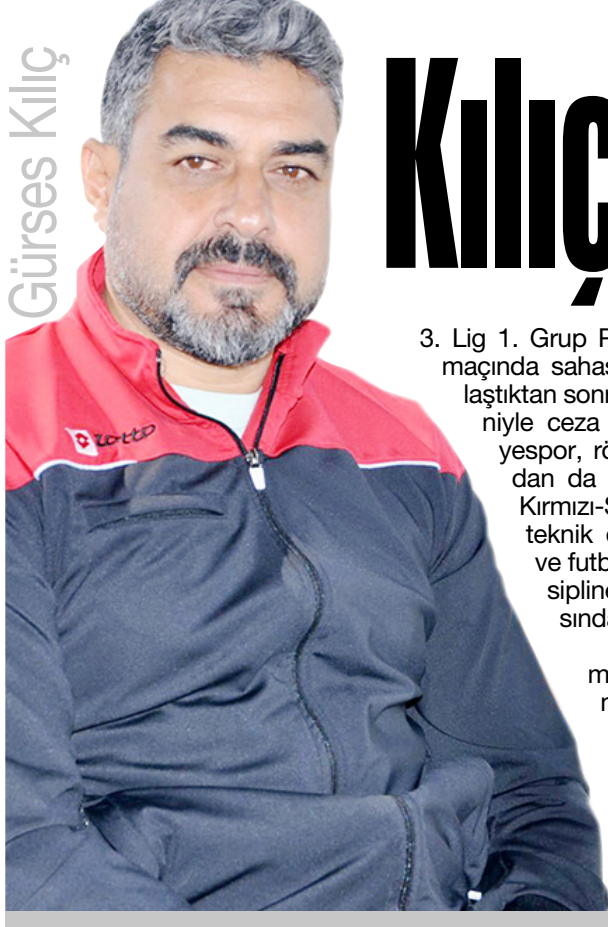 Gürses Kılıç
Kılıç
3. Lig 1. Grup
maçında sahas
laştıktan sonr
niyle ceza
yespor, rö
dan da
Kırmızı-S
teknik
ve futb
siplin
sında
m
lotto